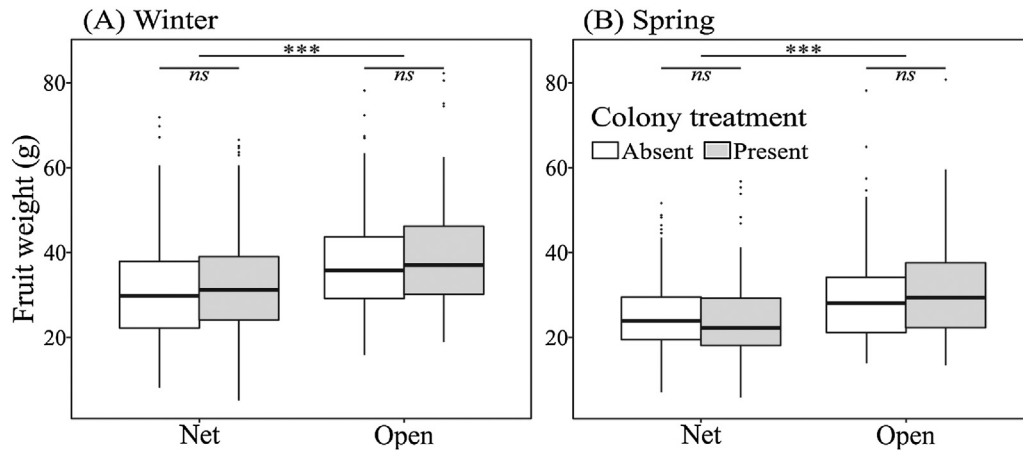 (A) Winter
(B) Spring
***
ns
ns
***
ns
ns
Colony treatment
Absent Present
Fruit weight (g)
80
60
40
20
80
60
40
20
Net
Open
Net
Open